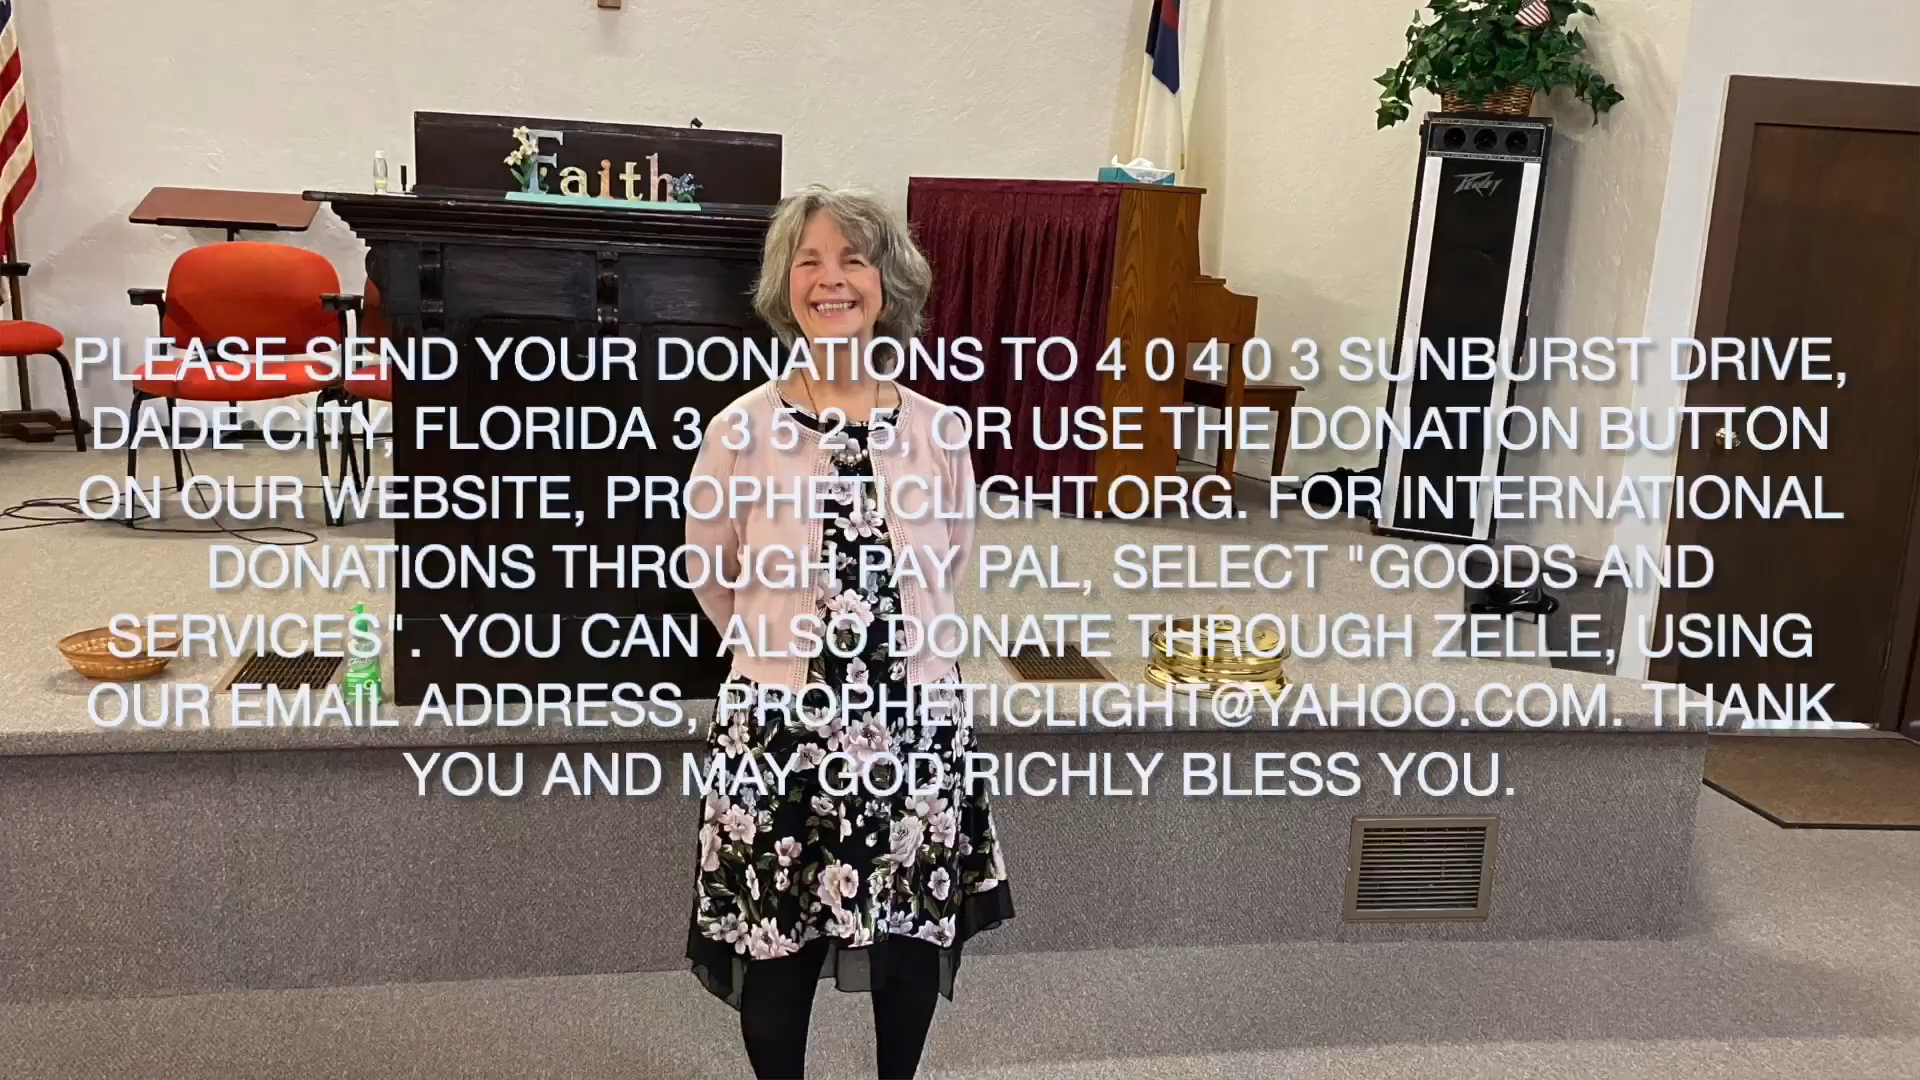 Faith
PEAVEY
PLEASE SEND YOUR DONATIONS TO 4 0 4 0 3 SUNBURST DRIVE,
DADE CITY, FLORIDA 3 3 5 2 5, OR USE THE DONATION BUTTON
ON OUR WEBSITE, PROPHETICLIGHT.ORG. FOR INTERNATIONAL
DONATIONS THROUGH PAY PAL, SELECT "GOODS AND
SERVICES". YOU CAN ALSO DONATE THROUGH ZELLE, USING
OUR EMAIL ADDRESS, PROPHETICLIGHT@YAHOO.COM. THANK
YOU AND MAY GOD RICHLY BLESS YOU.